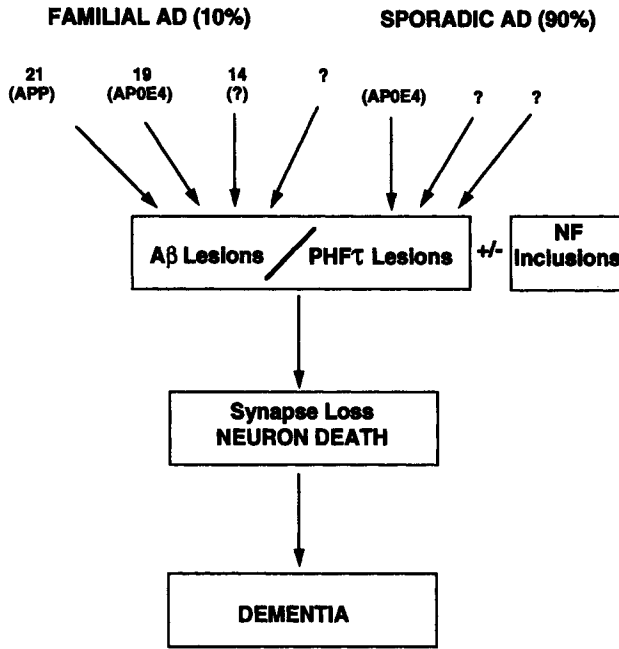 FAMILIAL AD (10%)
SPORADIC AD (90%)
21
(APP)
19
(AP0E4)
14
(?)
?
(AP0E4)
?
?
Aβ Lesions / PHFτ Lesions
+/-
NF
Inclusions
Synapse Loss
NEURON DEATH
DEMENTIA